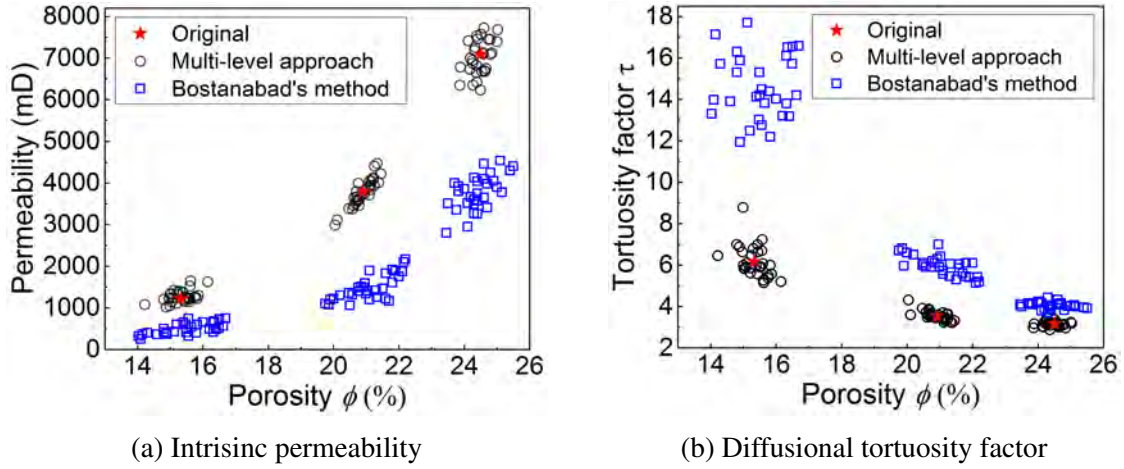 8000
7000
6000
5000
4000
3000
2000
1000
0
Permeability (mD)
Original
Multi-level approach
Bostanabad's method
14 16 18 20 22 24 26
Porosity ϕ (%)
(a) Intrisinc permeability
18
16
14
12
10
8
6
4
2
Tortuosity factor τ
Original
Multi-level approach
Bostanabad's method
14 16 18 20 22 24 26
Porosity ϕ (%)
(b) Diffusional tortuosity factor